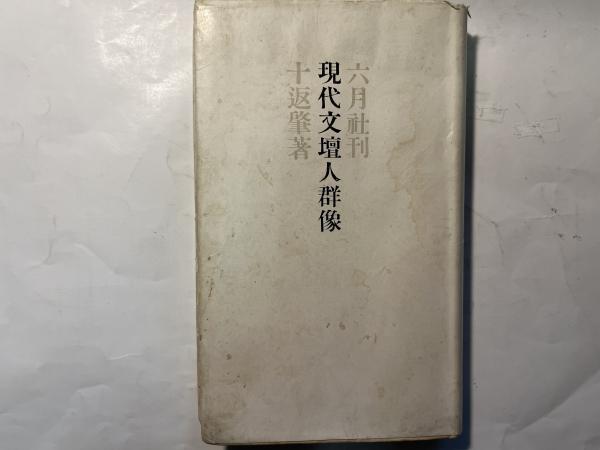 六月社刊
現代文壇人群像
十返肇著